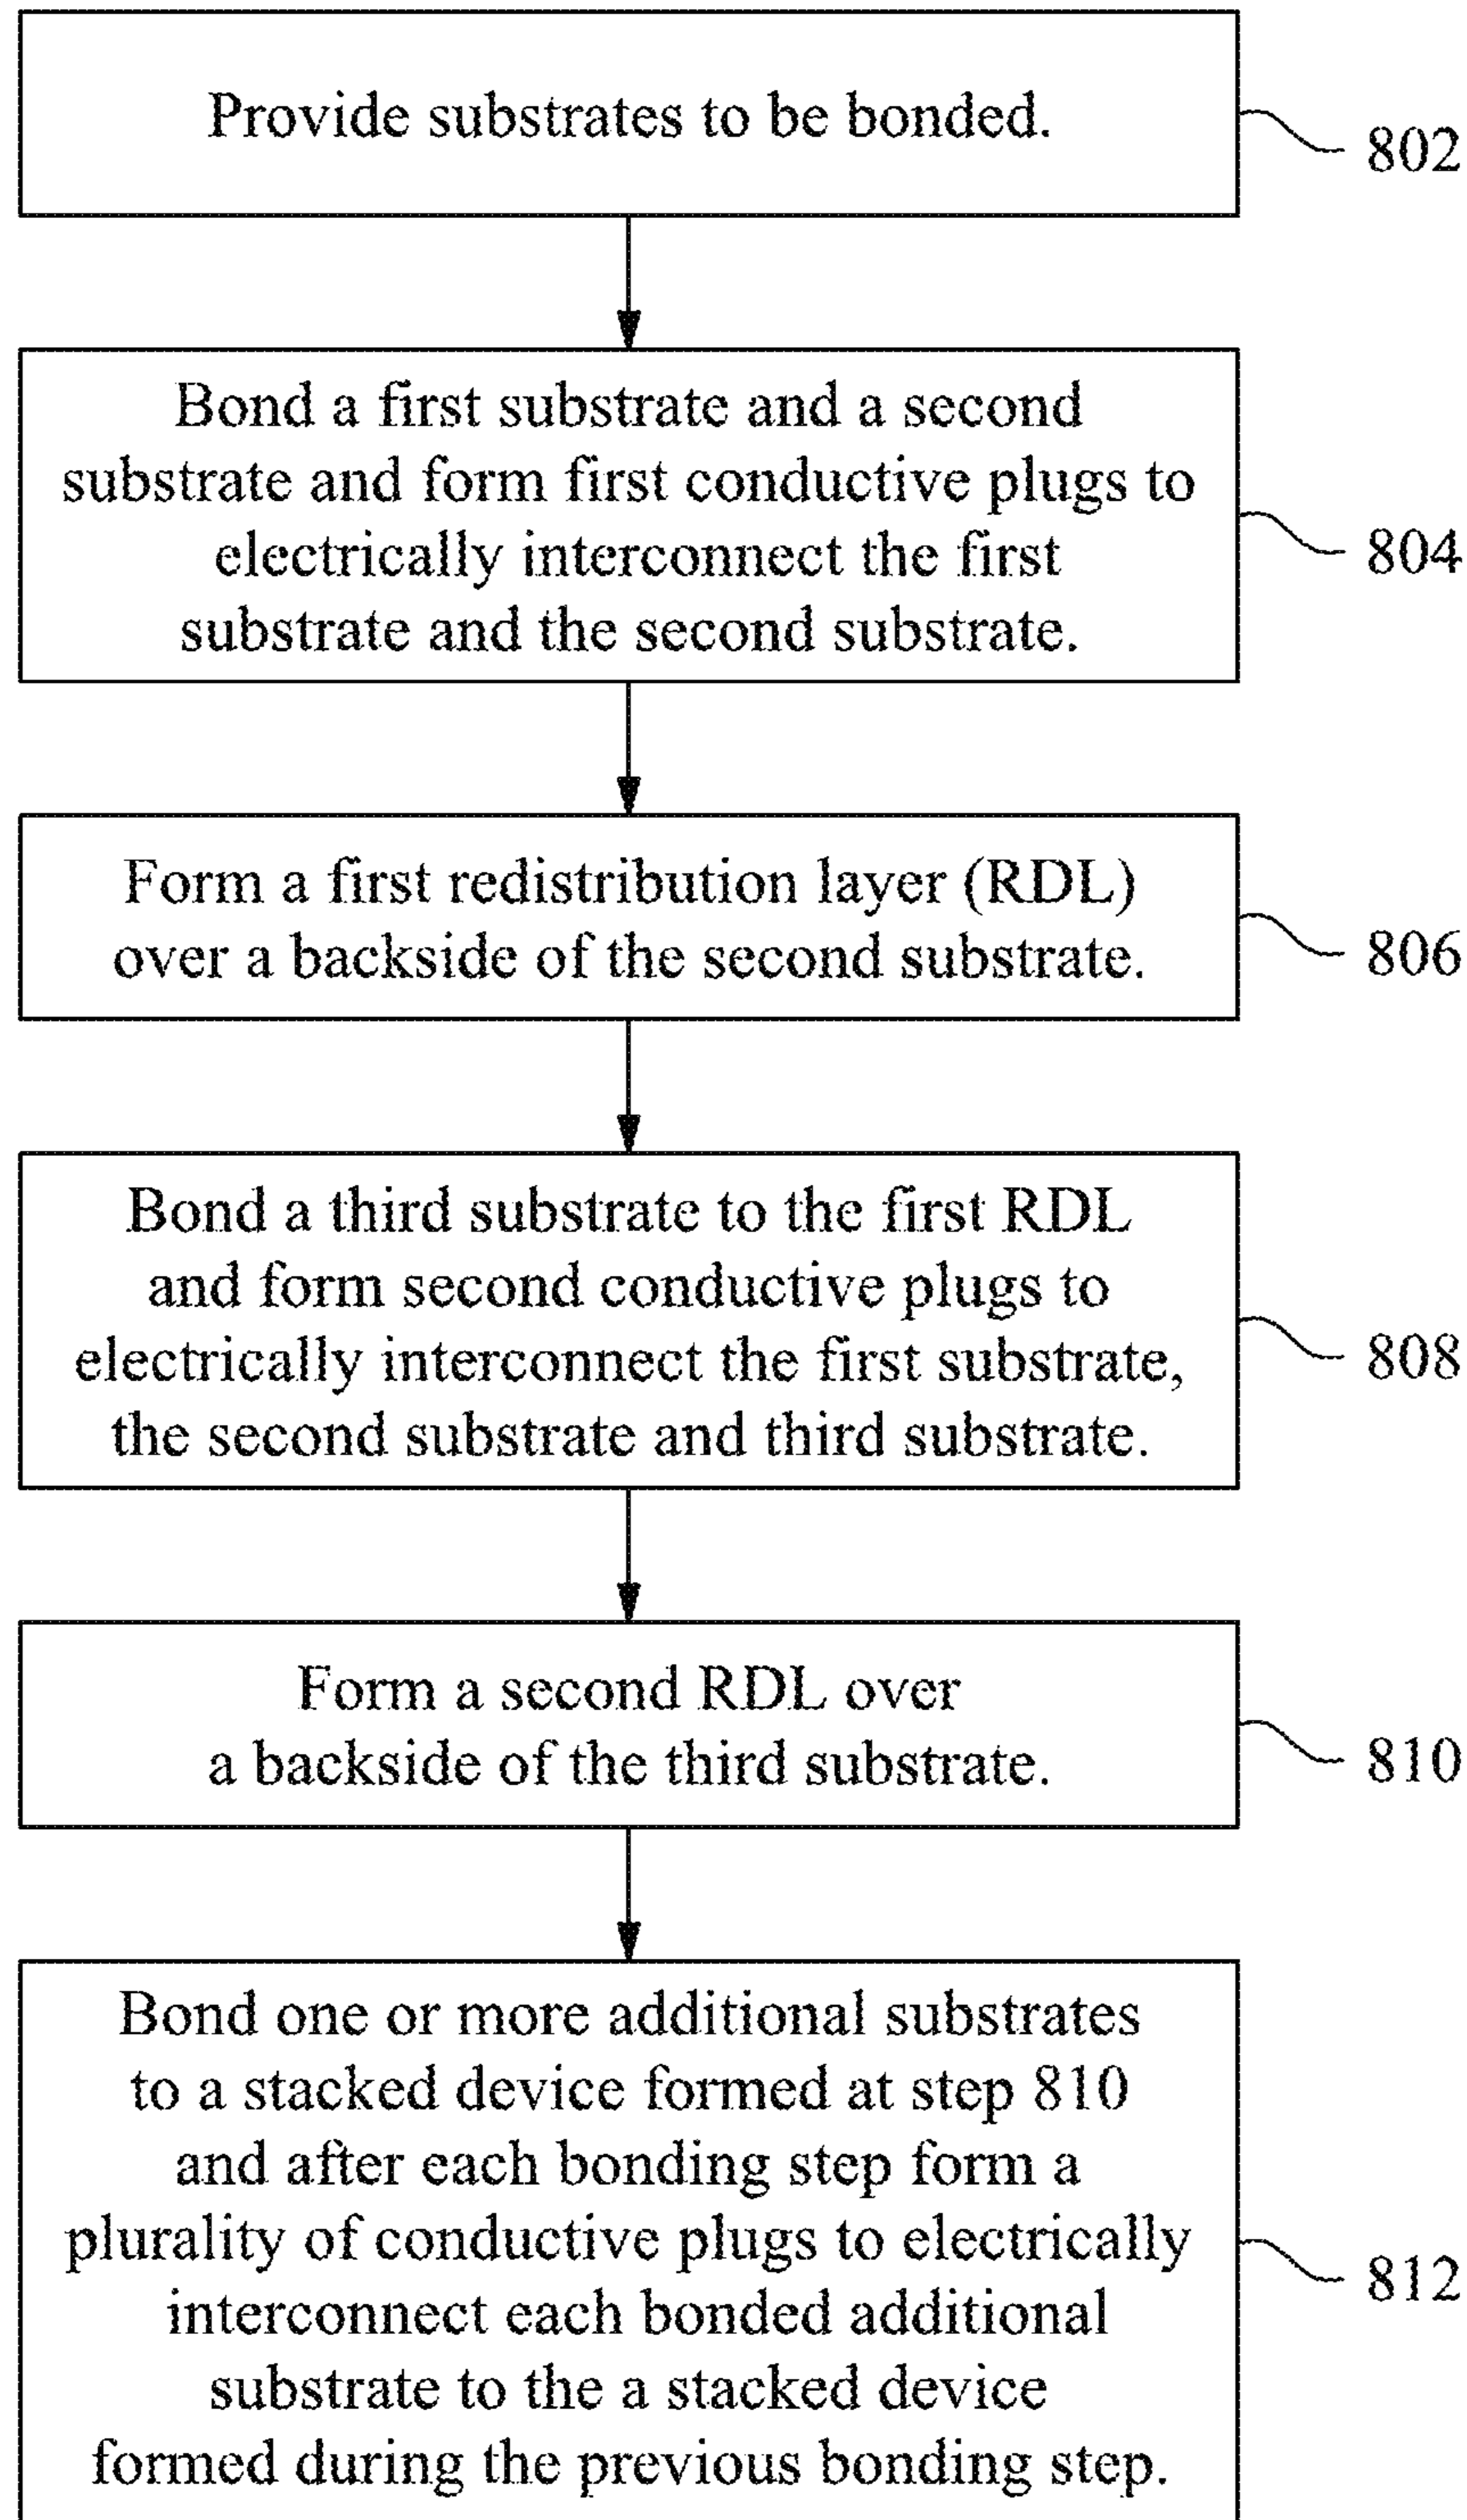 Provide substrates to be bonded.
802
Bond a first substrate and a second
substrate and form first conductive plugs to
electrically interconnect the first
substrate and the second substrate.
804
Form a first redistribution layer (RDL)
over a backside of the second substrate.
806
Bond a third substrate to the first RDL
and form second conductive plugs to
electrically interconnect the first substrate,
the second substrate and third substrate.
808
Form a second RDL over
a backside of the third substrate.
810
Bond one or more additional substrates
to a stacked device formed at step 810
and after each bonding step form a
plurality of conductive plugs to electrically
interconnect each bonded additional
substrate to the a stacked device
formed during the previous bonding step.
812